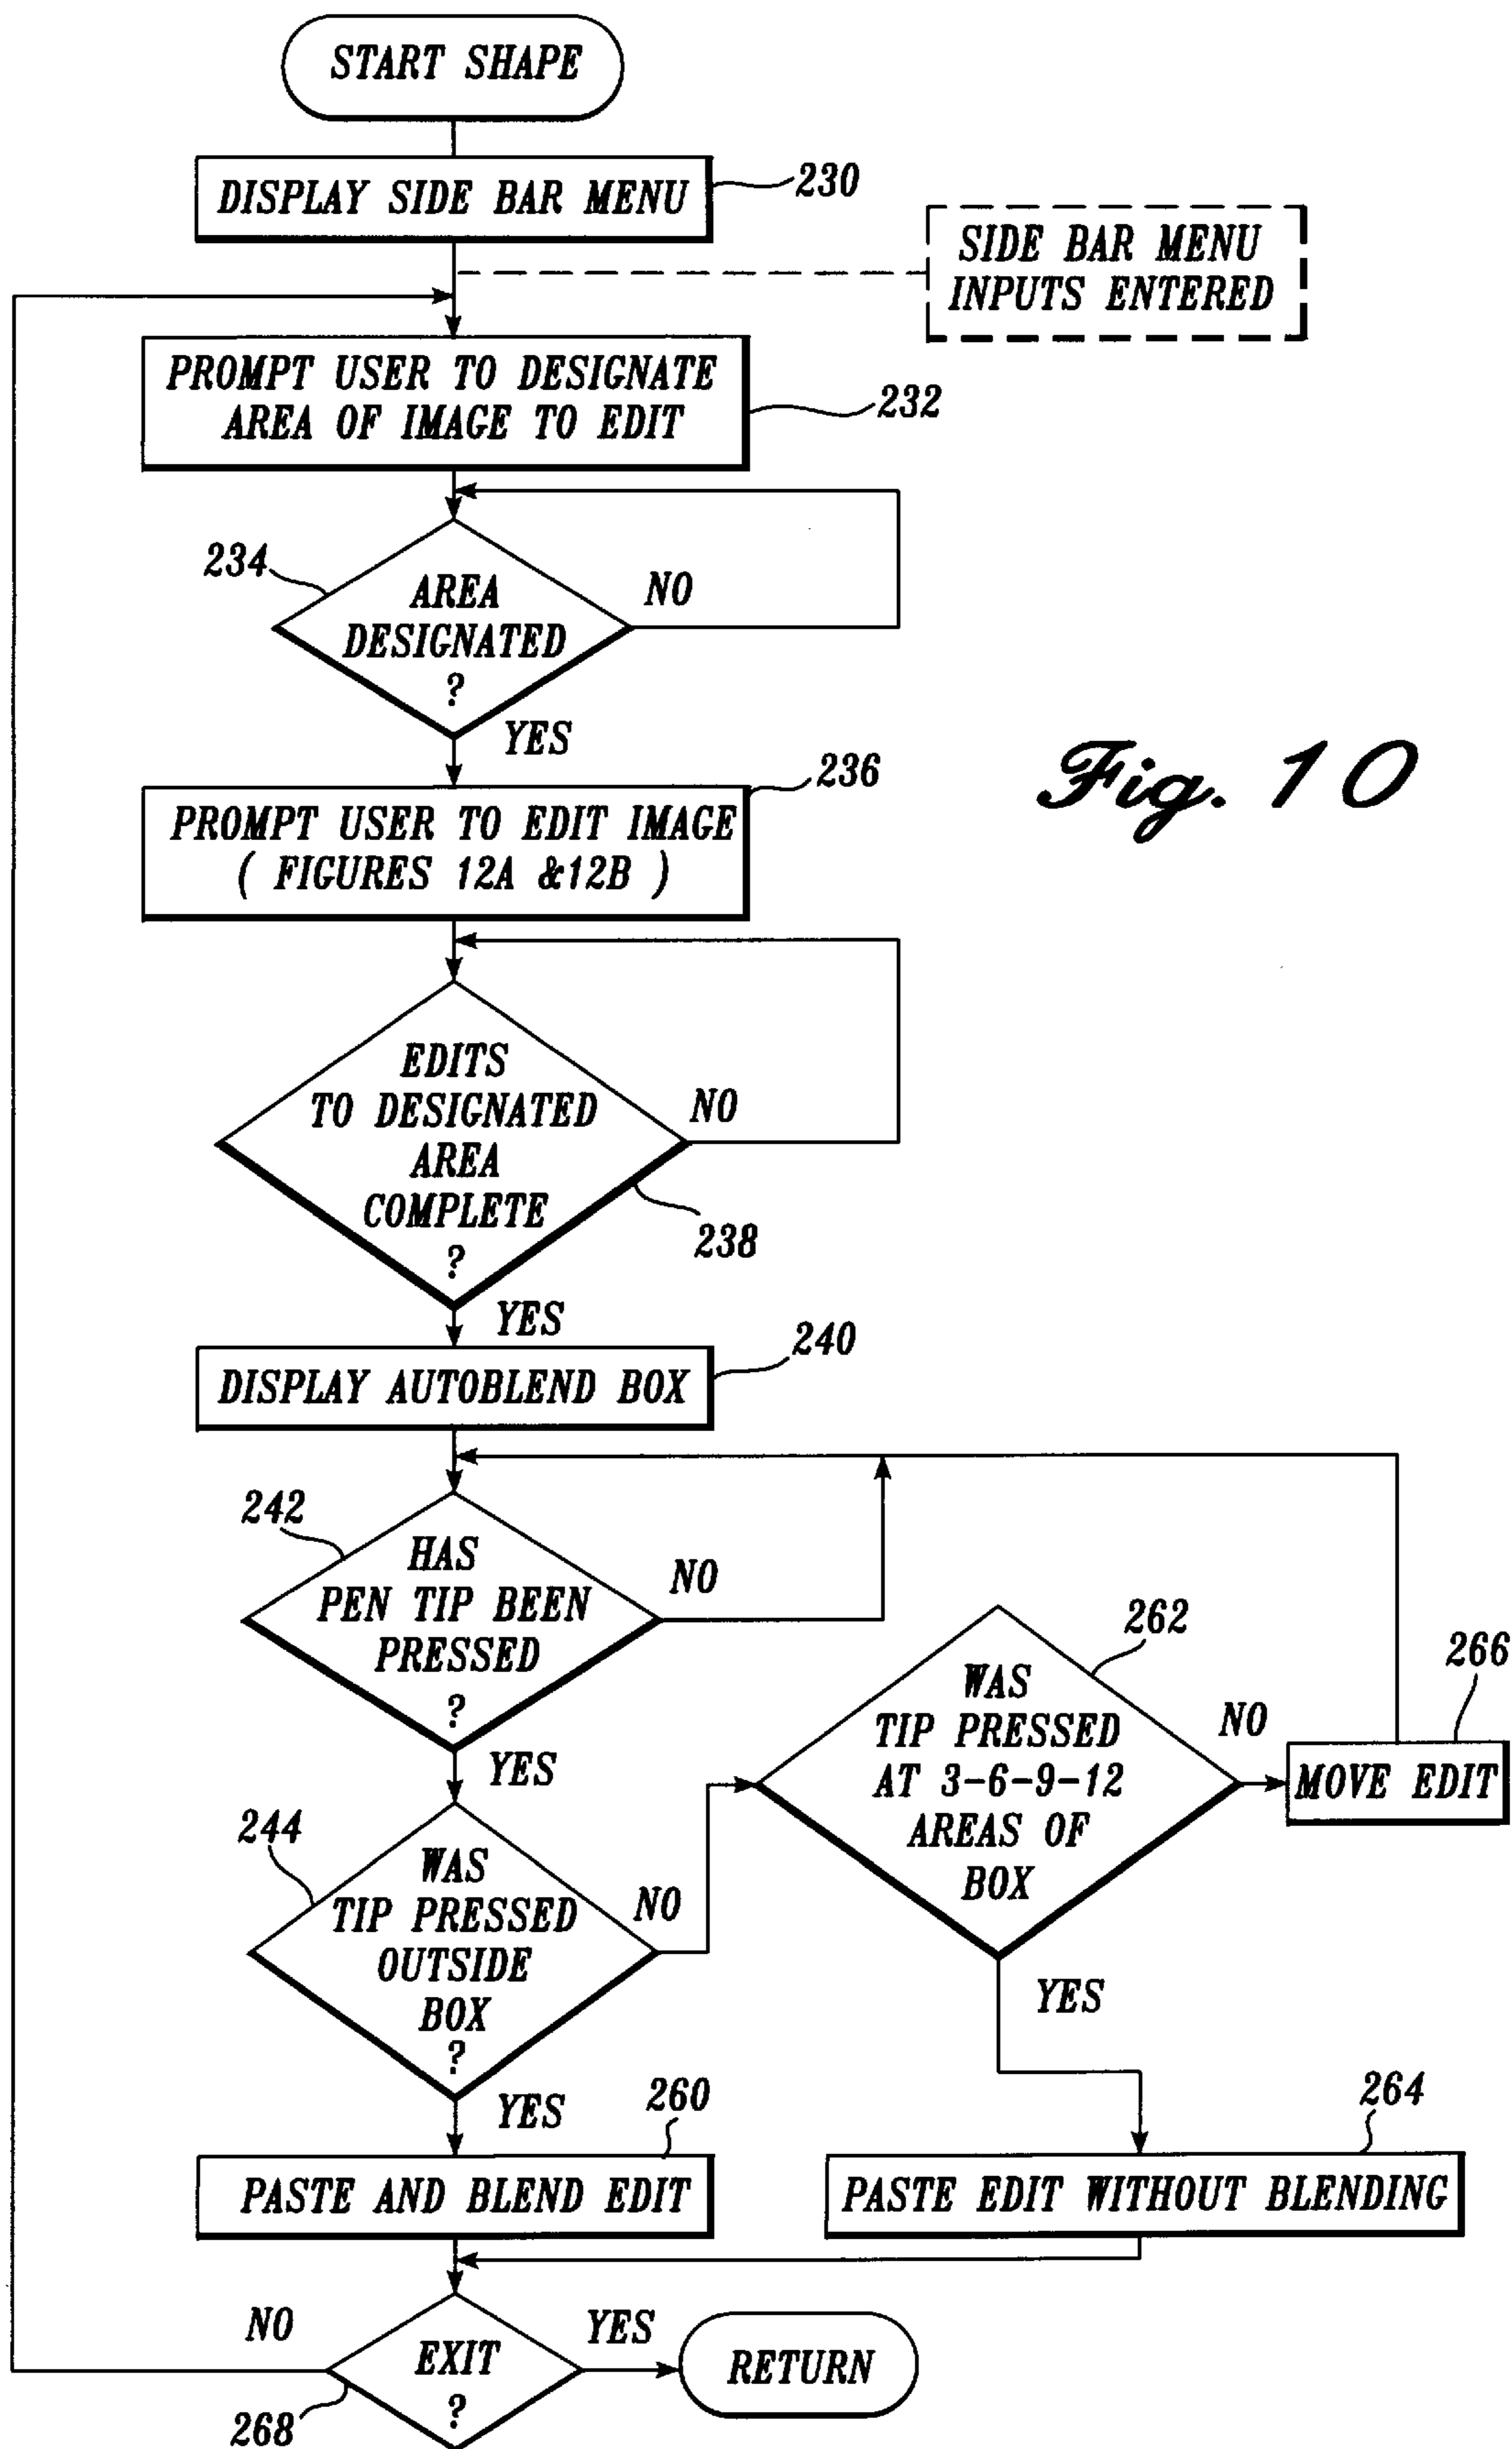 START SHAPE
DISPLAY SIDE BAR MENU
230
SIDE BAR MENU
INPUTS ENTERED
PROMPT USER TO DESIGNATE
AREA OF IMAGE TO EDIT
232
234
AREA
DESIGNATED
?
NO
YES
Fig. 10
236
PROMPT USER TO EDIT IMAGE
( FIGURES 12A &12B )
EDITS
TO DESIGNATED
AREA
COMPLETE
?
NO
238
YES
240
DISPLAY AUTOBLEND BOX
242
HAS
PEN TIP BEEN
PRESSED
?
NO
YES
262
WAS
TIP PRESSED
AT 3-6-9-12
AREAS OF
BOX
NO
266
MOVE EDIT
244
WAS
TIP PRESSED
OUTSIDE
BOX
?
NO
YES
YES
260
264
PASTE AND BLEND EDIT
PASTE EDIT WITHOUT BLENDING
NO
EXIT
?
YES
RETURN
268